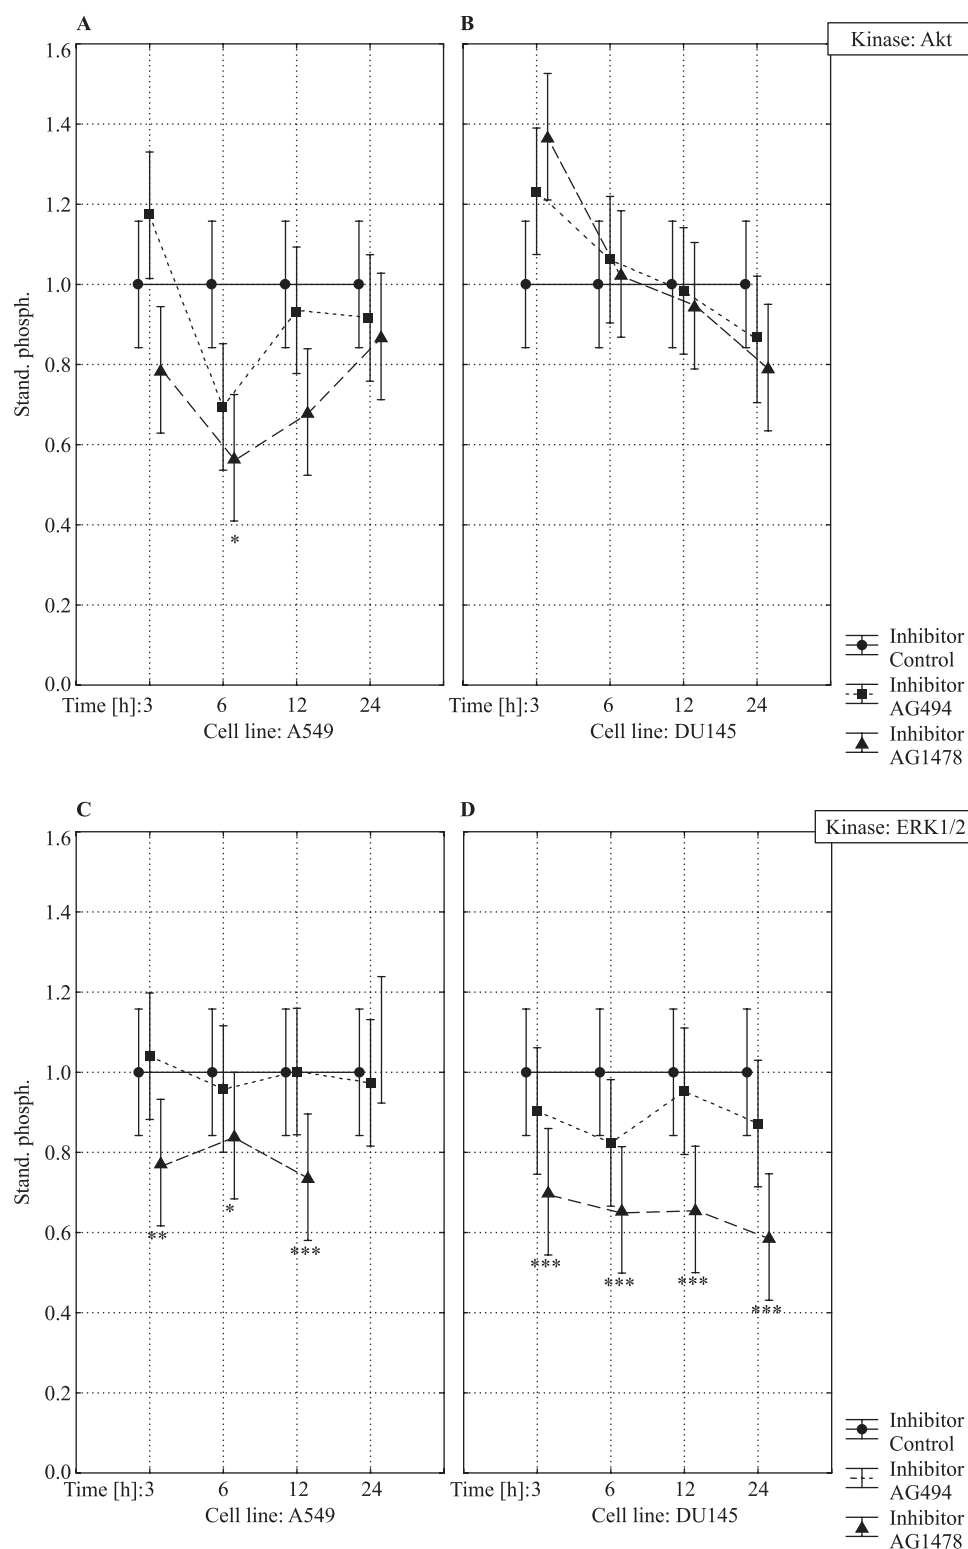 A
B
Kinase: Akt
1.6
1.4
1.2
1.0
0.8
0.6
0.4
0.2
0.0
Stand. phosph.
*
Time [h]:3 6 12 24
3 6 12 24
Cell line: A549
Cell line: DU145
Inhibitor
Control
Inhibitor
AG494
Inhibitor
AG1478
C
D
Kinase: ERK1/2
1.6
1.4
1.2
1.0
0.8
0.6
0.4
0.2
0.0
Stand. phosph.
** * ***
*** *** *** ***
Time [h]:3 6 12 24
Time [h]:3 6 12 24
Cell line: A549
Cell line: DU145
Inhibitor
Control
Inhibitor
AG494
Inhibitor
AG1478